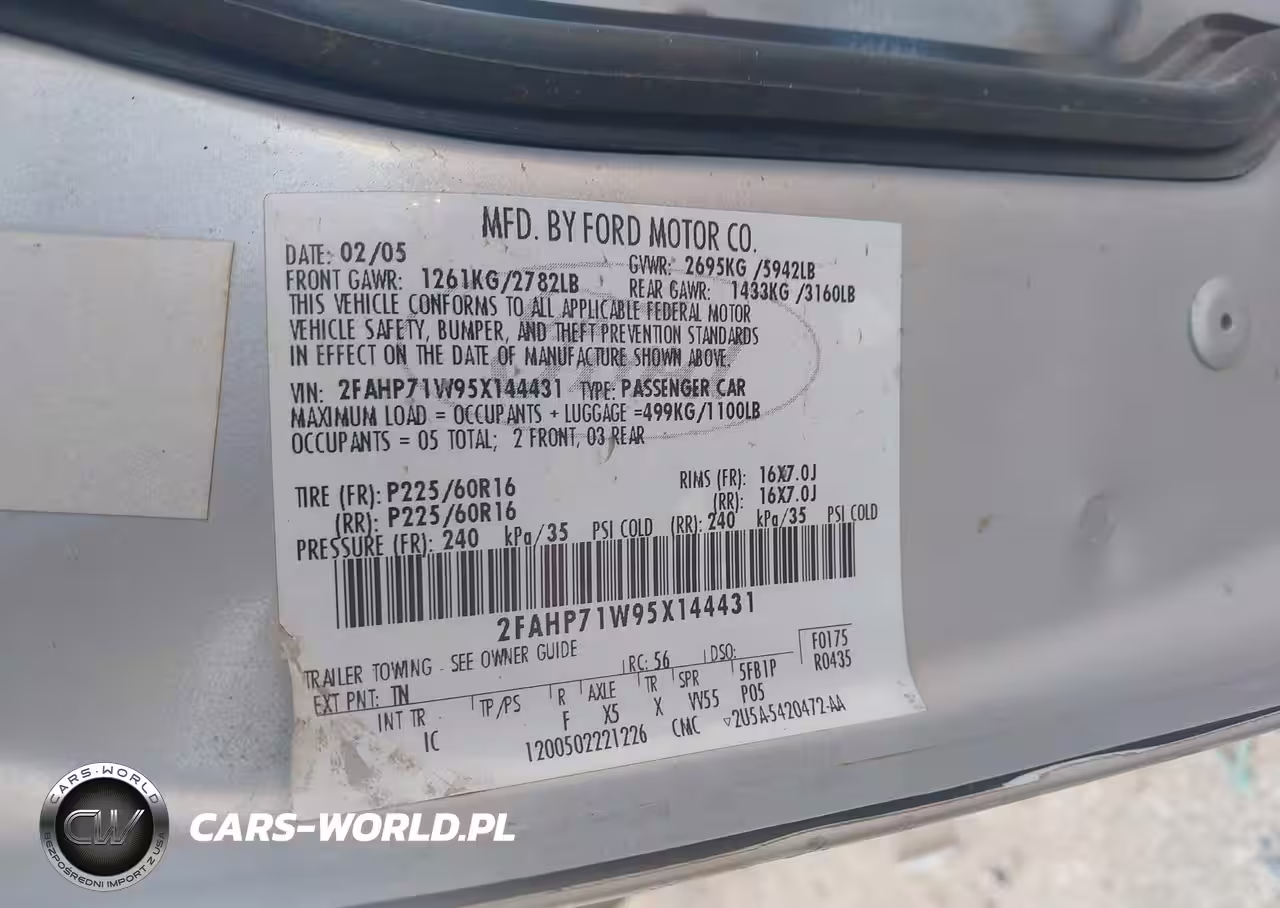 MFD. BY FORD MOTOR CO.
DATE: 02/05 GVWR: 2695KG /5942LB
FRONT GAWR: 1261KG/2782LB REAR GAWR: 1433KG /3160LB
THIS VEHICLE CONFORMS TO ALL APPLICABLE FEDERAL MOTOR
VEHICLE SAFETY, BUMPER, AND THEFT PREVENTION STANDARDS
IN EFFECT ON THE DATE OF MANUFACTURE SHOWN ABOVE.
VIN: 2FAHP71W95X144431 TYPE: PASSENGER CAR
MAXIMUM LOAD = OCCUPANTS + LUGGAGE =499KG/1100LB
OCCUPANTS = 05 TOTAL; 2 FRONT, 03 REAR
TIRE (FR): P225/60R16 RIMS (FR): 16X7.0J
(RR): P225/60R16 (RR): 16X7.0J
PRESSURE (FR): 240 kPa/35 PSI COLD (RR): 240 kPa/35 PSI COLD
2FAHP71W95X144431
TRAILER TOWING - SEE OWNER GUIDE F0175
EXT PNT: TN RC: 56 DSO: R0435
INT TR TP/PS R AXLE TR SPR 5FB1P
IC F X5 X VV55 P05
1200502221226 CMC ▽2U5A-5420472-AA
CARS-WORLD
CW
BEZPOŚREDNI IMPORT Z USA
CARS-WORLD.PL